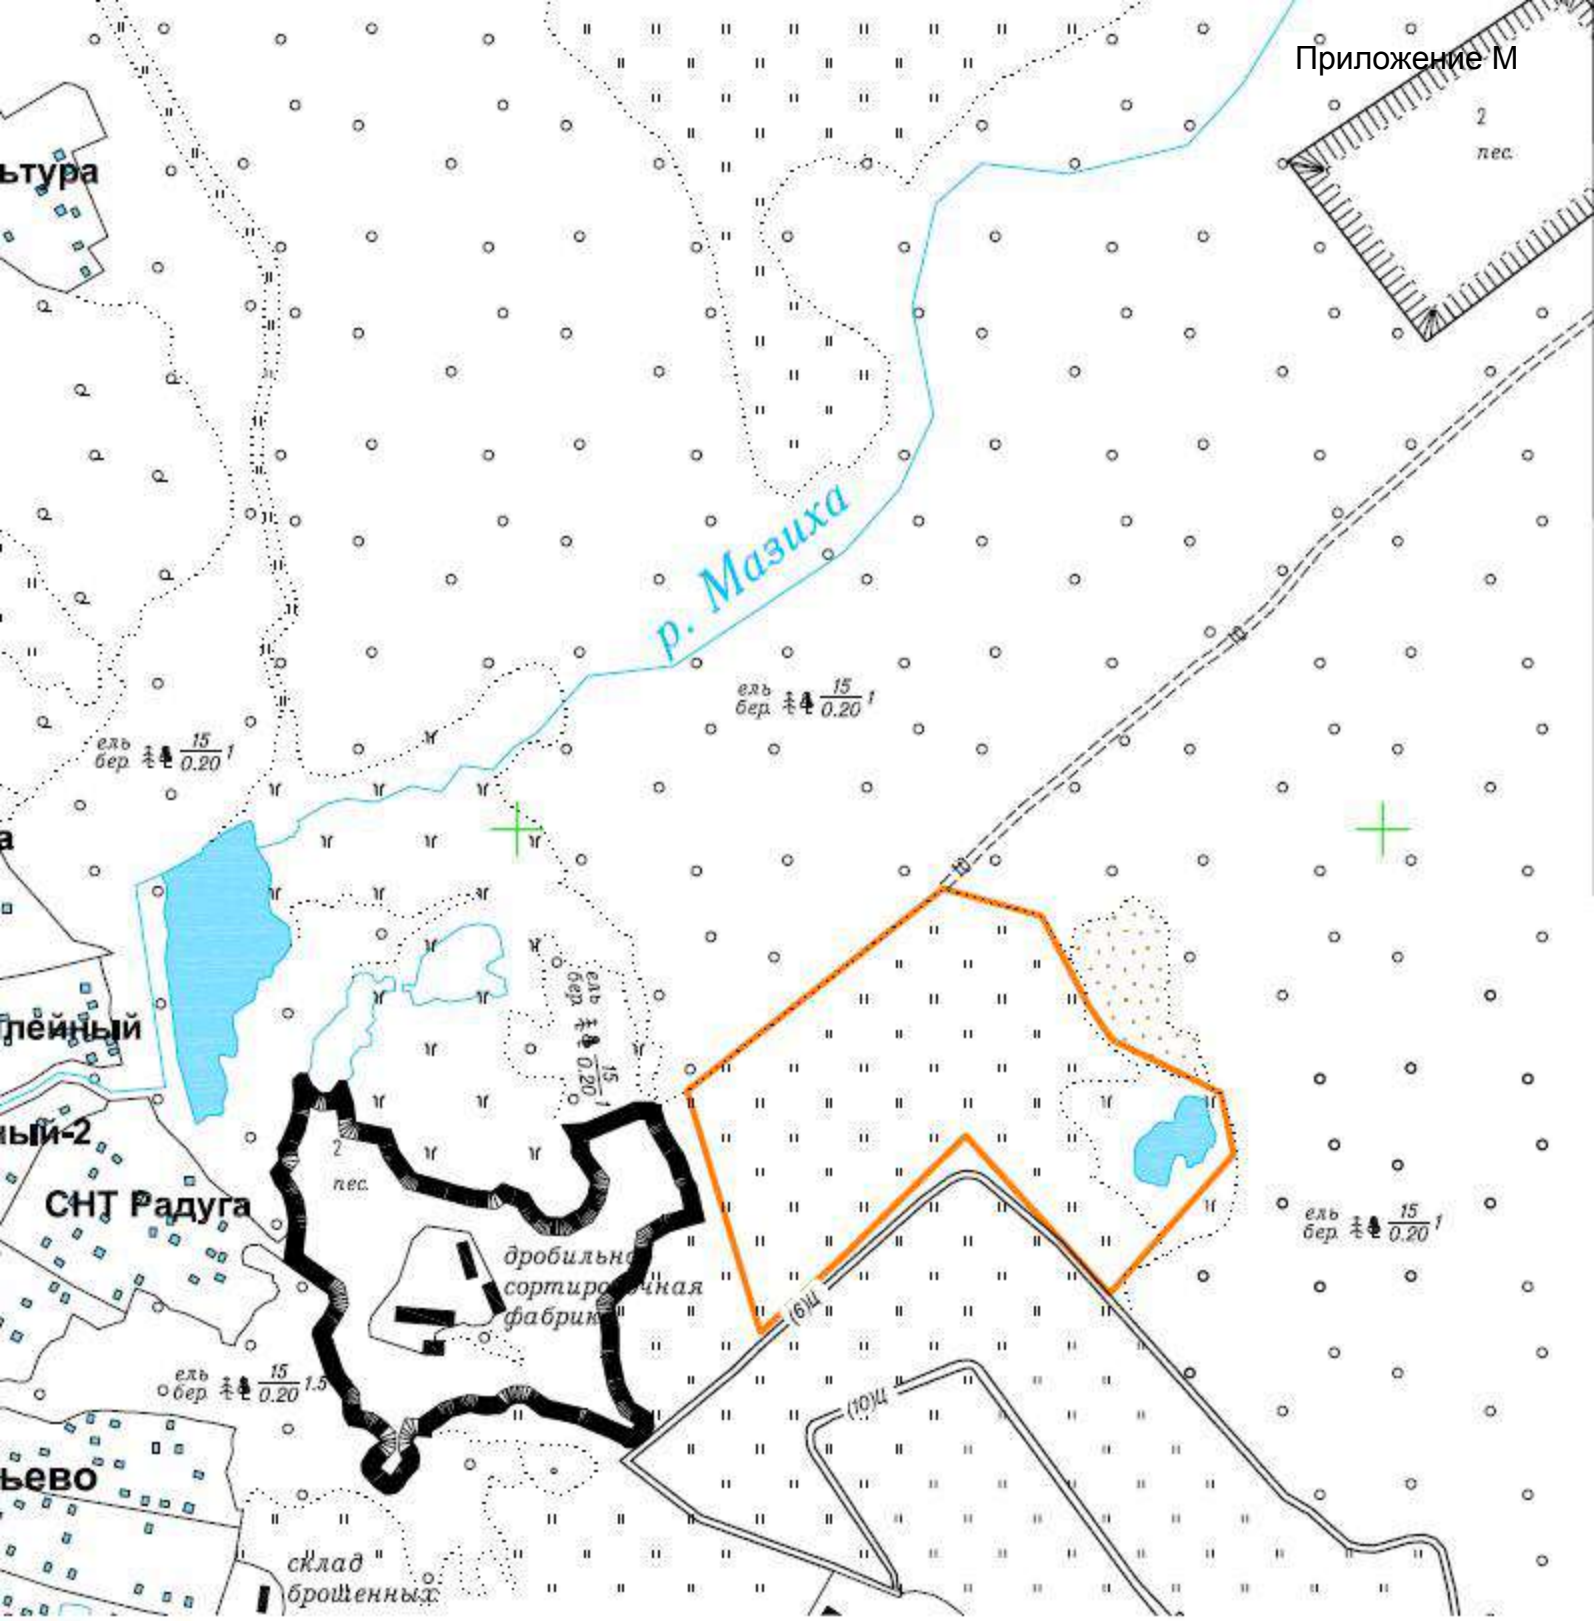 Приложение М
2
пес.
ьтура
р. Мазиха
ель
бер. 15
0.20 1
ель
бер. 15
0.20 1
10
10
а
ель
бер. 15
0.20 1
лейный
ный-2
2
пес.
СНТ Радуга
ель
бер. 15
0.20 1
дробильно
сортировочная
фабрика
Ц(9)
ель
бер. 15
0.20 1.5
Ц(10)
ьево
склад
брошенных